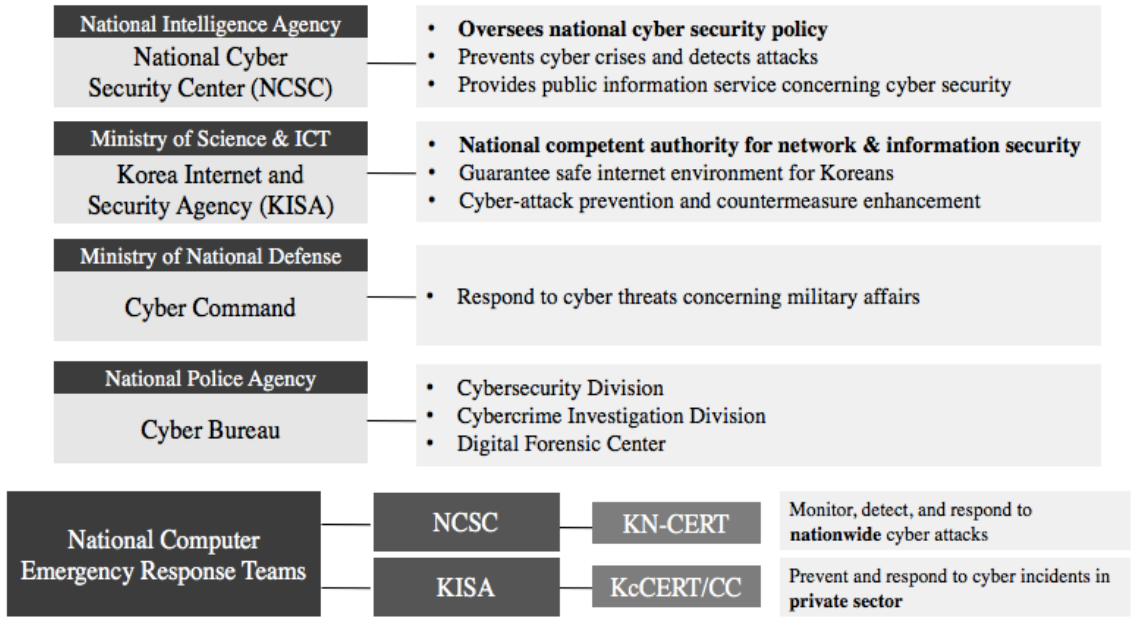 National Intelligence Agency
National Cyber
Security Center (NCSC)
• Oversees national cyber security policy
• Prevents cyber crises and detects attacks
• Provides public information service concerning cyber security
Ministry of Science & ICT
Korea Internet and
Security Agency (KISA)
• National competent authority for network & information security
• Guarantee safe internet environment for Koreans
• Cyber-attack prevention and countermeasure enhancement
Ministry of National Defense
Cyber Command
• Respond to cyber threats concerning military affairs
National Police Agency
Cyber Bureau
• Cybersecurity Division
• Cybercrime Investigation Division
• Digital Forensic Center
National Computer
Emergency Response Teams
NCSC
KN-CERT
Monitor, detect, and respond to
nationwide cyber attacks
KISA
KcCERT/CC
Prevent and respond to cyber incidents in
private sector